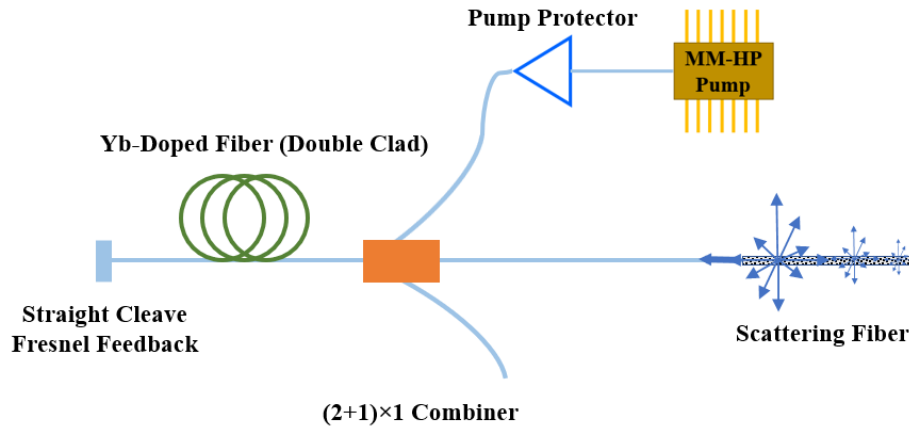 Pump Protector
MM-HP
Pump
Yb-Doped Fiber (Double Clad)
Straight Cleave
Fresnel Feedback
Scattering Fiber
(2+1)×1 Combiner